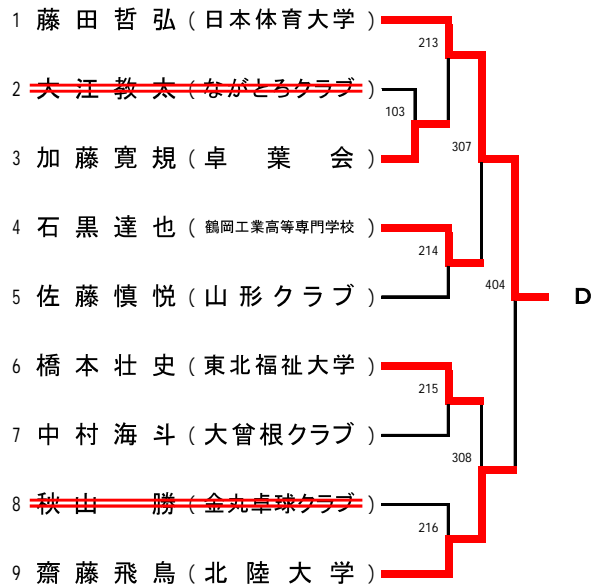 1 藤田哲弘 (日本体育大学)
213
2 大江教太 (ながとろクラブ)
103
3 加藤寛規 (卓葉会)
307
4 石黒達也 (鶴岡工業高等専門学校)
214
5 佐藤慎悦 (山形クラブ)
404
D
6 橋本壮史 (東北福祉大学)
215
7 中村海斗 (大曾根クラブ)
308
8 秋山勝 (金丸卓球クラブ)
216
9 齋藤飛鳥 (北陸大学)